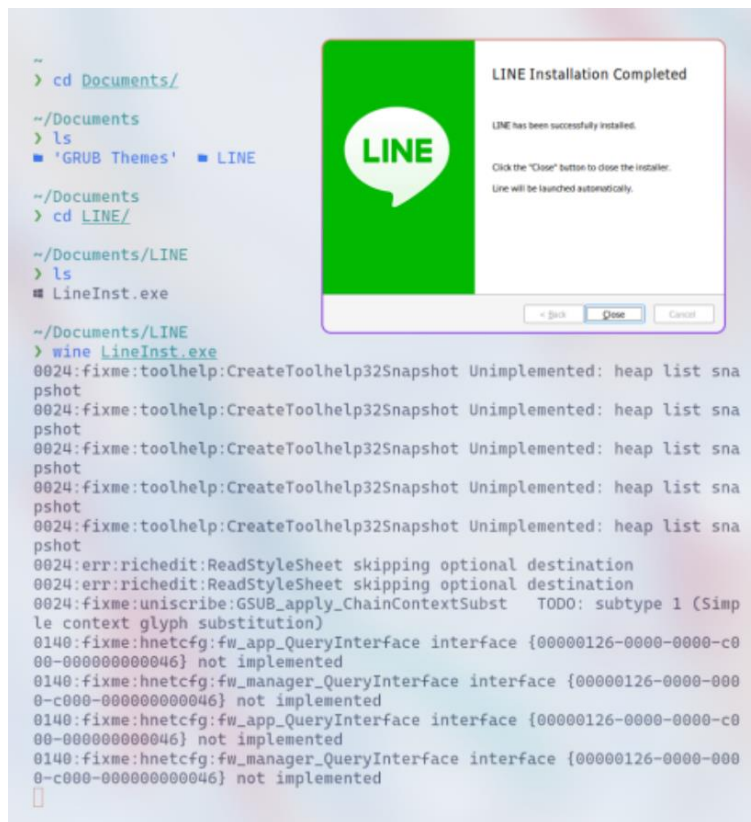 ~
❯ cd Documents/
~/Documents
❯ ls
'GRUB Themes' LINE
~/Documents
❯ cd LINE/
~/Documents/LINE
❯ ls
LineInst.exe
~/Documents/LINE
❯ wine LineInst.exe
0024:fixme:toolhelp:CreateToolhelp32Snapshot Unimplemented: heap list sna
pshot
0024:fixme:toolhelp:CreateToolhelp32Snapshot Unimplemented: heap list sna
pshot
0024:fixme:toolhelp:CreateToolhelp32Snapshot Unimplemented: heap list sna
pshot
0024:fixme:toolhelp:CreateToolhelp32Snapshot Unimplemented: heap list sna
pshot
0024:fixme:toolhelp:CreateToolhelp32Snapshot Unimplemented: heap list sna
pshot
0024:err:richedit:ReadStyleSheet skipping optional destination
0024:err:richedit:ReadStyleSheet skipping optional destination
0024:fixme:uniscribe:GSUB_apply_ChainContextSubst TODO: subtype 1 (Simp
le context glyph substitution)
0140:fixme:hnetcfg:fw_app_QueryInterface interface {00000126-0000-0000-c0
00-000000000046} not implemented
0140:fixme:hnetcfg:fw_manager_QueryInterface interface {00000126-0000-000
0-c000-000000000046} not implemented
0140:fixme:hnetcfg:fw_app_QueryInterface interface {00000126-0000-0000-c0
00-000000000046} not implemented
0140:fixme:hnetcfg:fw_manager_QueryInterface interface {00000126-0000-000
0-c000-000000000046} not implemented
LINE
LINE Installation Completed
LINE has been successfully installed.
Click the "Close" button to close the installer.
Line will be launched automatically.
< Back Close Cancel